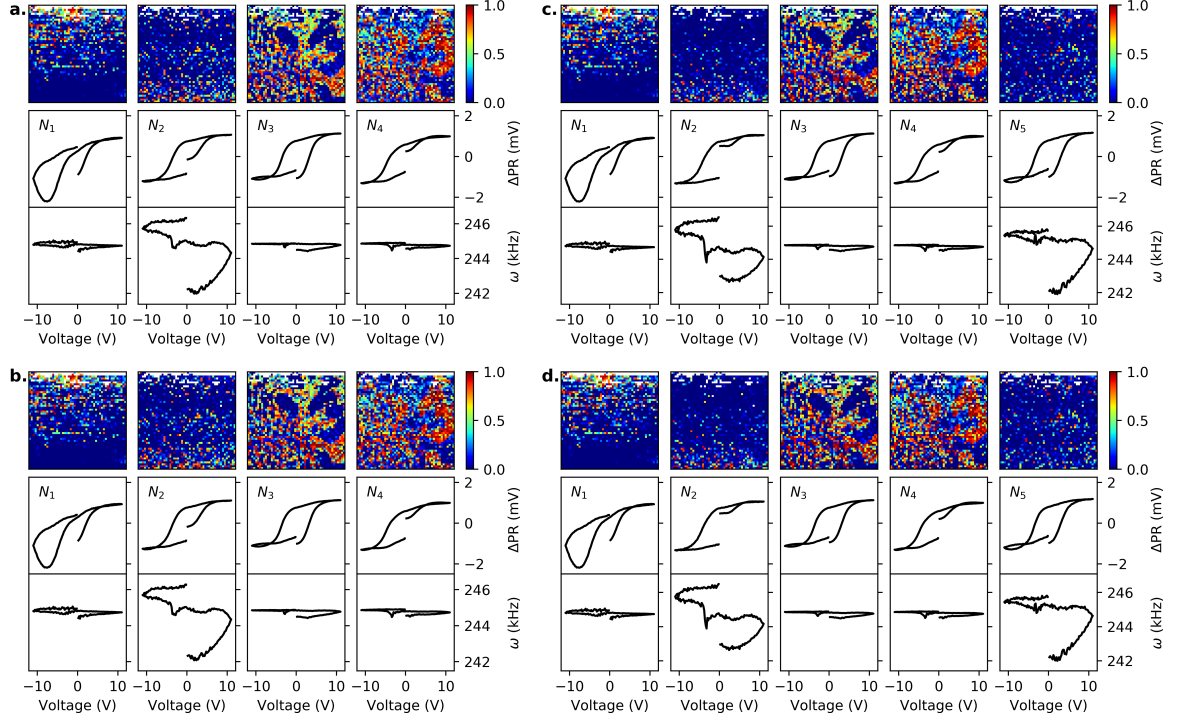 a.
1.0
0.5
0.0
N1 N2 N3 N4
2
0
−2
ΔPR (mV)
246
244
242
ω (kHz)
−10 0 10 −10 0 10 −10 0 10 −10 0 10
Voltage (V) Voltage (V) Voltage (V) Voltage (V)
c.
1.0
0.5
0.0
N1 N2 N3 N4 N5
2
0
−2
ΔPR (mV)
246
244
242
ω (kHz)
−10 0 10 −10 0 10 −10 0 10 −10 0 10 −10 0 10
Voltage (V) Voltage (V) Voltage (V) Voltage (V) Voltage (V)
b.
1.0
0.5
0.0
N1 N2 N3 N4
2
0
−2
ΔPR (mV)
246
244
242
ω (kHz)
−10 0 10 −10 0 10 −10 0 10 −10 0 10
Voltage (V) Voltage (V) Voltage (V) Voltage (V)
d.
1.0
0.5
0.0
N1 N2 N3 N4 N5
2
0
−2
ΔPR (mV)
246
244
242
ω (kHz)
−10 0 10 −10 0 10 −10 0 10 −10 0 10 −10 0 10
Voltage (V) Voltage (V) Voltage (V) Voltage (V) Voltage (V)